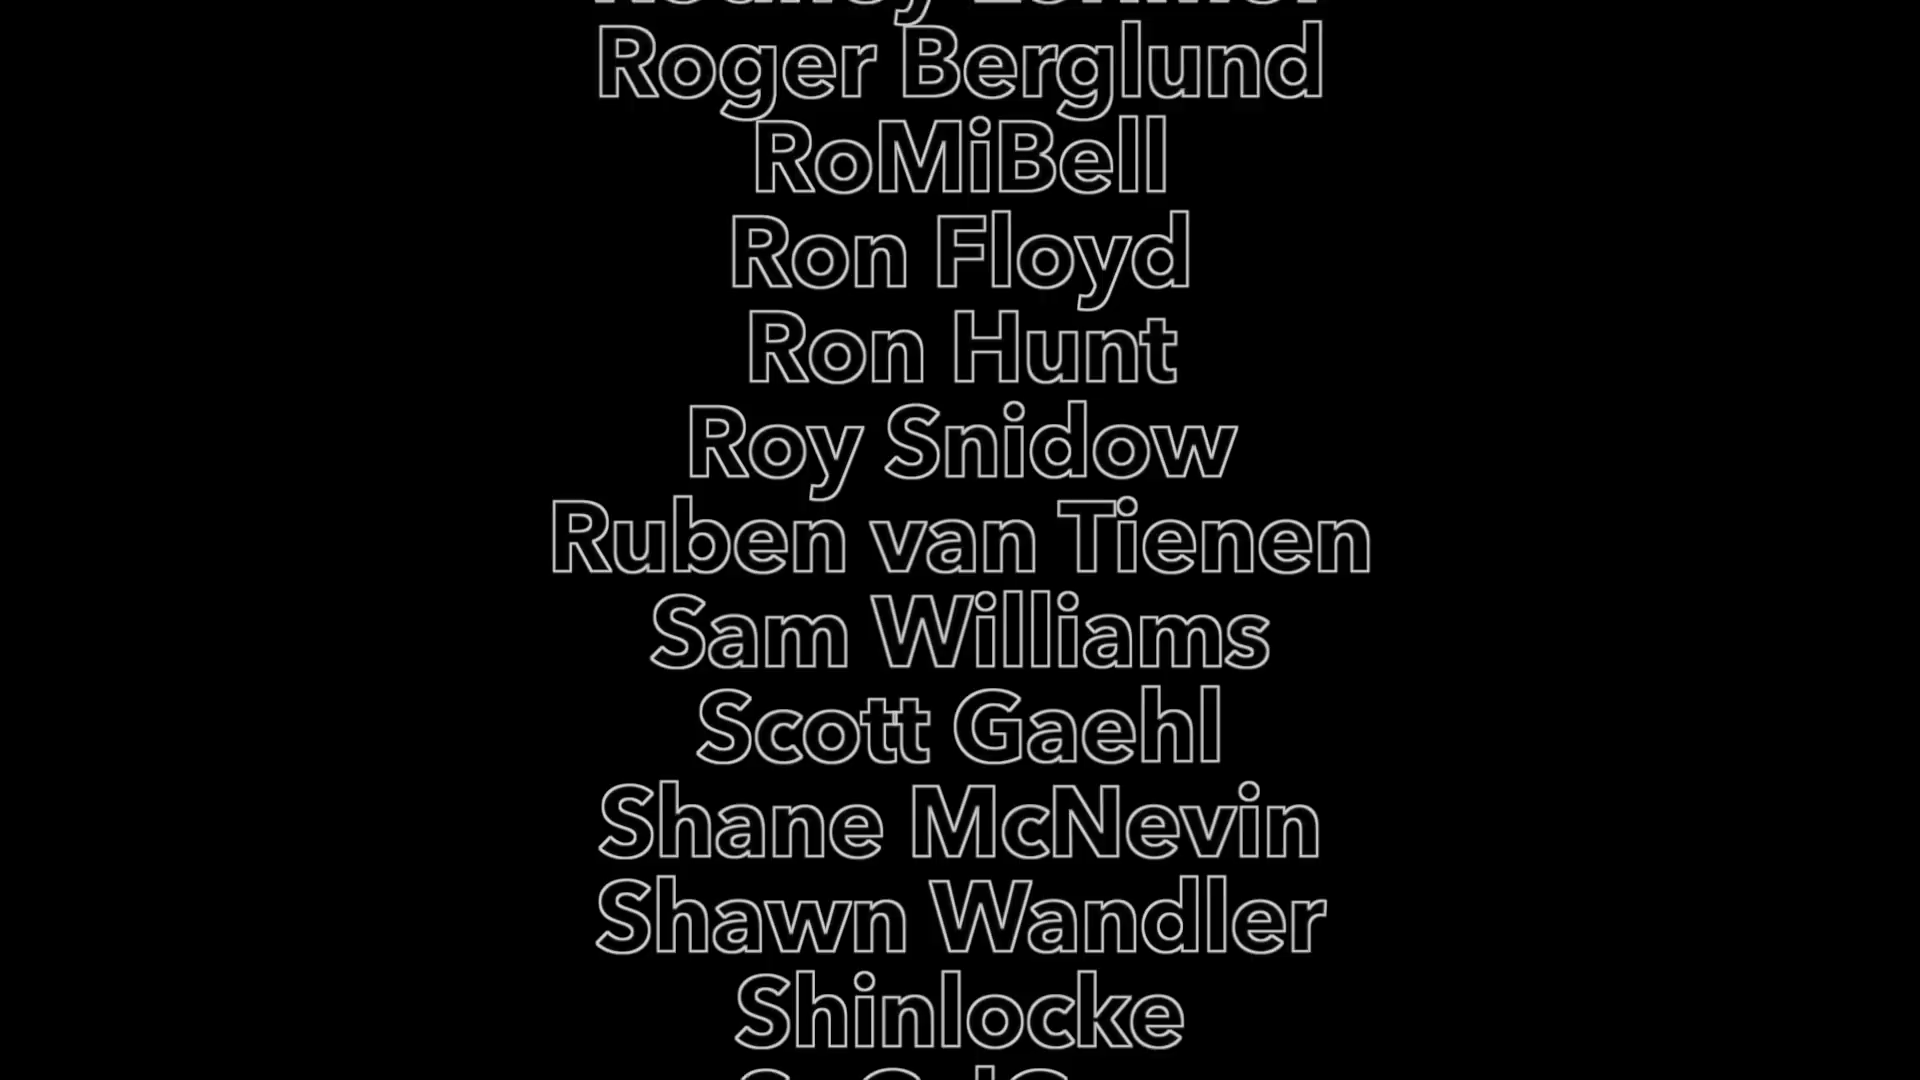 Roger Berglund
RoMiBell
Ron Floyd
Ron Hunt
Roy Snidow
Ruben van Tienen
Sam Williams
Scott Gaehl
Shane McNevin
Shawn Wandler
Shinlocke